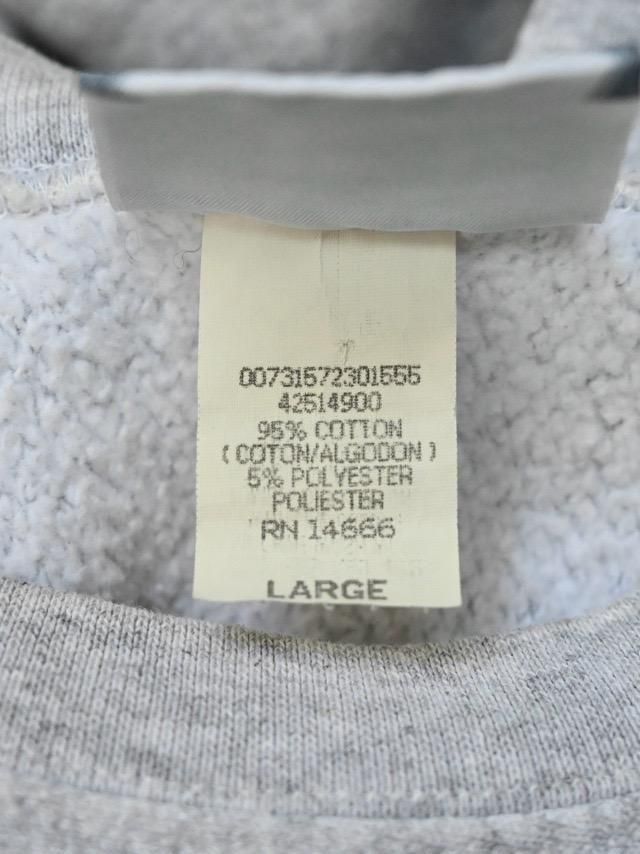 00731572301555
42514900
95% COTTON
(COTON/ALGODON)
5% POLYESTER
POLIESTER
RN 14666
LARGE